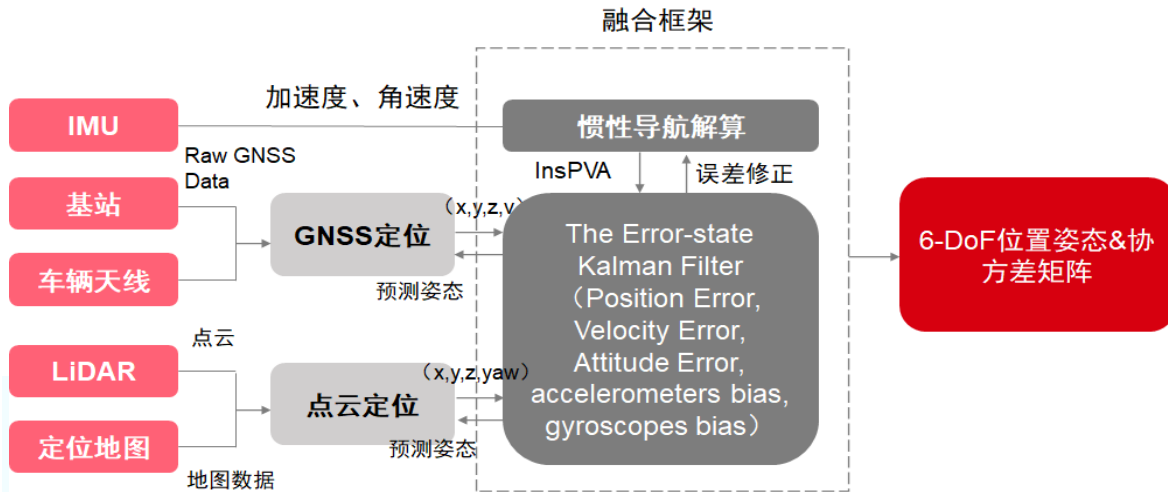 融合框架
加速度、角速度
IMU
惯性导航解算
Raw GNSS
Data
InsPVA
误差修正
基站
(x,y,z,v)
GNSS定位
车辆天线
预测姿态
The Error-state
Kalman Filter
（Position Error,
Velocity Error,
Attitude Error,
accelerometers bias,
gyroscopes bias）
6-DoF位置姿态&协
方差矩阵
点云
LiDAR
（x,y,z,yaw）
点云定位
定位地图
预测姿态
地图数据